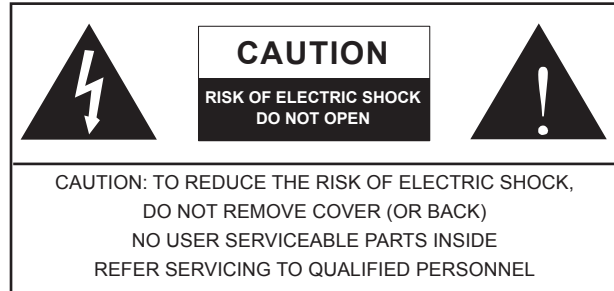 CAUTION
RISK OF ELECTRIC SHOCK
DO NOT OPEN
CAUTION: TO REDUCE THE RISK OF ELECTRIC SHOCK,
DO NOT REMOVE COVER (OR BACK)
NO USER SERVICEABLE PARTS INSIDE
REFER SERVICING TO QUALIFIED PERSONNEL